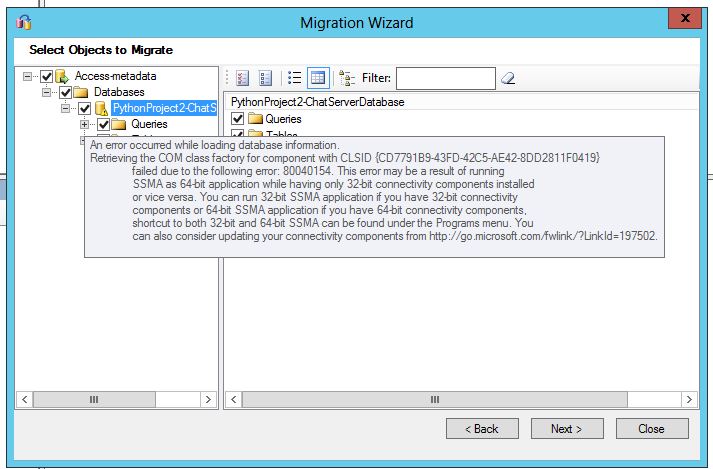 Migration Wizard
x
Select Objects to Migrate
Access-metadata
Databases
PythonProject2-ChatS
Queries
Filter:
PythonProject2-ChatServerDatabase
Queries
Tables
An error occurred while loading database information.
Retrieving the COM class factory for component with CLSID {CD7791B9-43FD-42C5-AE42-8DD2811F0419}
failed due to the following error: 80040154. This error may be a result of running
SSMA as 64-bit application while having only 32-bit connectivity components installed
or vice versa. You can run 32-bit SSMA application if you have 32-bit connectivity
components or 64-bit SSMA application if you have 64-bit connectivity components,
shortcut to both 32-bit and 64-bit SSMA can be found under the Programs menu. You
can also consider updating your connectivity components from http://go.microsoft.com/fwlink/?LinkId=197502.
< Back
Next >
Close